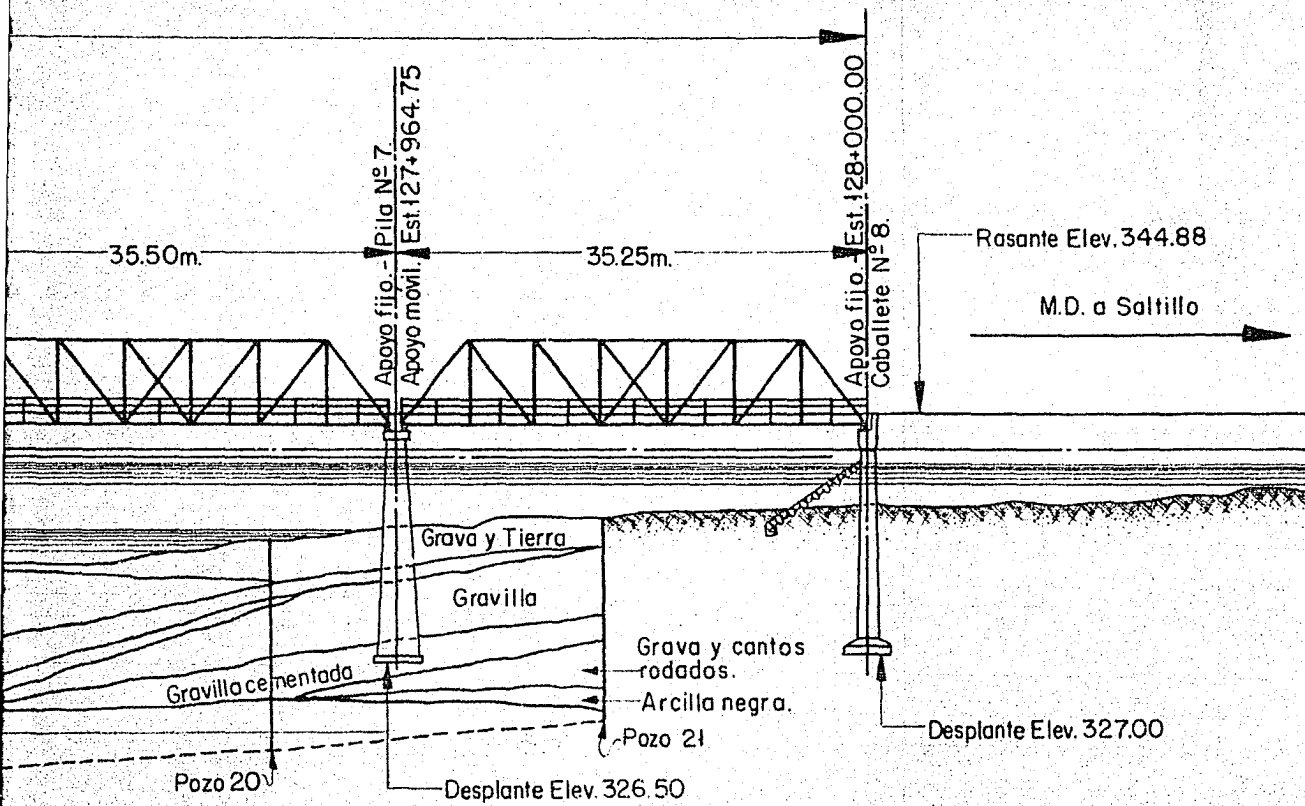 Apoyo fijo.- Pila Nº 7
Apoyo móvil. Est. 127+964.75
Apoyo fijo.- Est. 128+000.00
Caballete Nº 8.
35.50m.
35.25m.
Rasante Elev. 344.88
M.D. a Saltillo
Grava y Tierra
Gravilla
Grava y cantos
rodados.
Gravilla cementada
Arcilla negra.
Pozo 21
Desplante Elev. 327.00
Pozo 20
Desplante Elev. 326.50